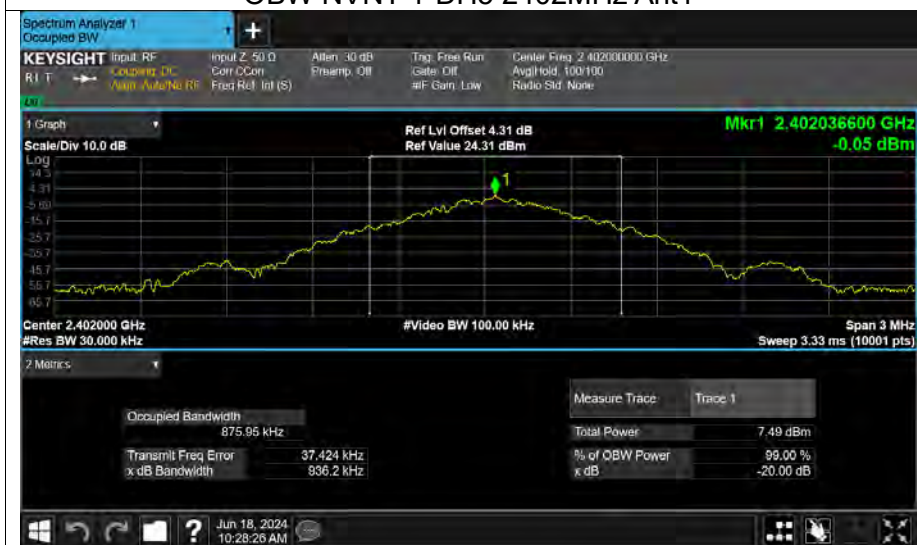 OBW NVNT 1-DH5 2402MHz Ant1
Spectrum Analyzer 1
Occupied BW
KEYSIGHT Input: RF Input Z: 50 Ω Atten: 30 dB Trig: Free Run Center Freq: 2.402000000 GHz
R L T Coupling: DC Corr CCorr Preamp: Off Gate: Off Avg|Hold: 100/100
Align: Auto/No RF Freq Ref: Int (S) #IF Gain: Low Radio Std: None
1 Graph Ref Lvl Offset 4.31 dB Mkr1 2.402036600 GHz
Scale/Div 10.0 dB Ref Value 24.31 dBm -0.05 dBm
Log
14.3
4.31
-5.69
-15.7
-25.7
-35.7
-45.7
-55.7
-65.7
1
Center 2.402000 GHz #Video BW 100.00 kHz Span 3 MHz
#Res BW 30.000 kHz Sweep 3.33 ms (10001 pts)
2 Metrics
Measure Trace Trace 1
Occupied Bandwidth
875.95 kHz Total Power 7.49 dBm
Transmit Freq Error 37.424 kHz % of OBW Power 99.00 %
x dB Bandwidth 936.2 kHz x dB -20.00 dB
? Jun 18, 2024
10:28:26 AM